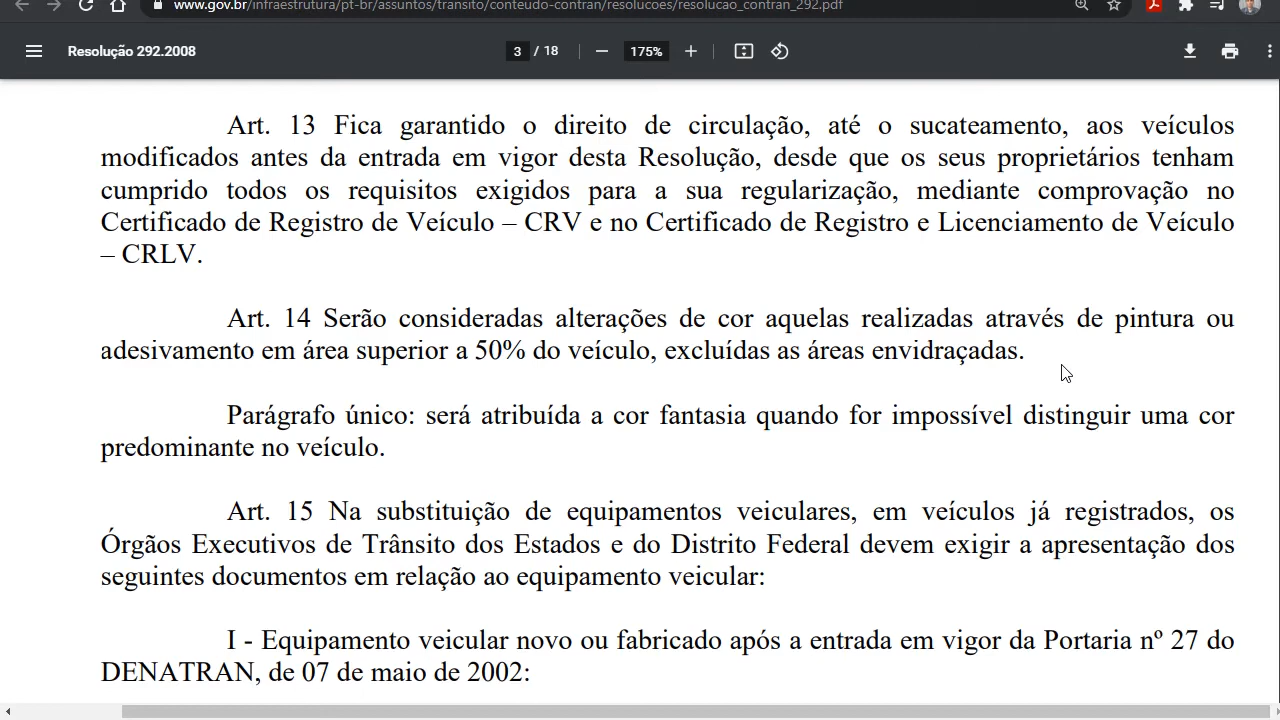 www.gov.br/infraestrutura/pt-br/assuntos/transito/conteudo-contran/resolucoes/resolucao_contran_292.pdf
Resolução 292.2008
3 / 18
175%
Art. 13 Fica garantido o direito de circulação, até o sucateamento, aos veículos
modificados antes da entrada em vigor desta Resolução, desde que os seus proprietários tenham
cumprido todos os requisitos exigidos para a sua regularização, mediante comprovação no
Certificado de Registro de Veículo – CRV e no Certificado de Registro e Licenciamento de Veículo
– CRLV.
Art. 14 Serão consideradas alterações de cor aquelas realizadas através de pintura ou
adesivamento em área superior a 50% do veículo, excluídas as áreas envidraçadas.
Parágrafo único: será atribuída a cor fantasia quando for impossível distinguir uma cor
predominante no veículo.
Art. 15 Na substituição de equipamentos veiculares, em veículos já registrados, os
Órgãos Executivos de Trânsito dos Estados e do Distrito Federal devem exigir a apresentação dos
seguintes documentos em relação ao equipamento veicular:
I - Equipamento veicular novo ou fabricado após a entrada em vigor da Portaria nº 27 do
DENATRAN, de 07 de maio de 2002: